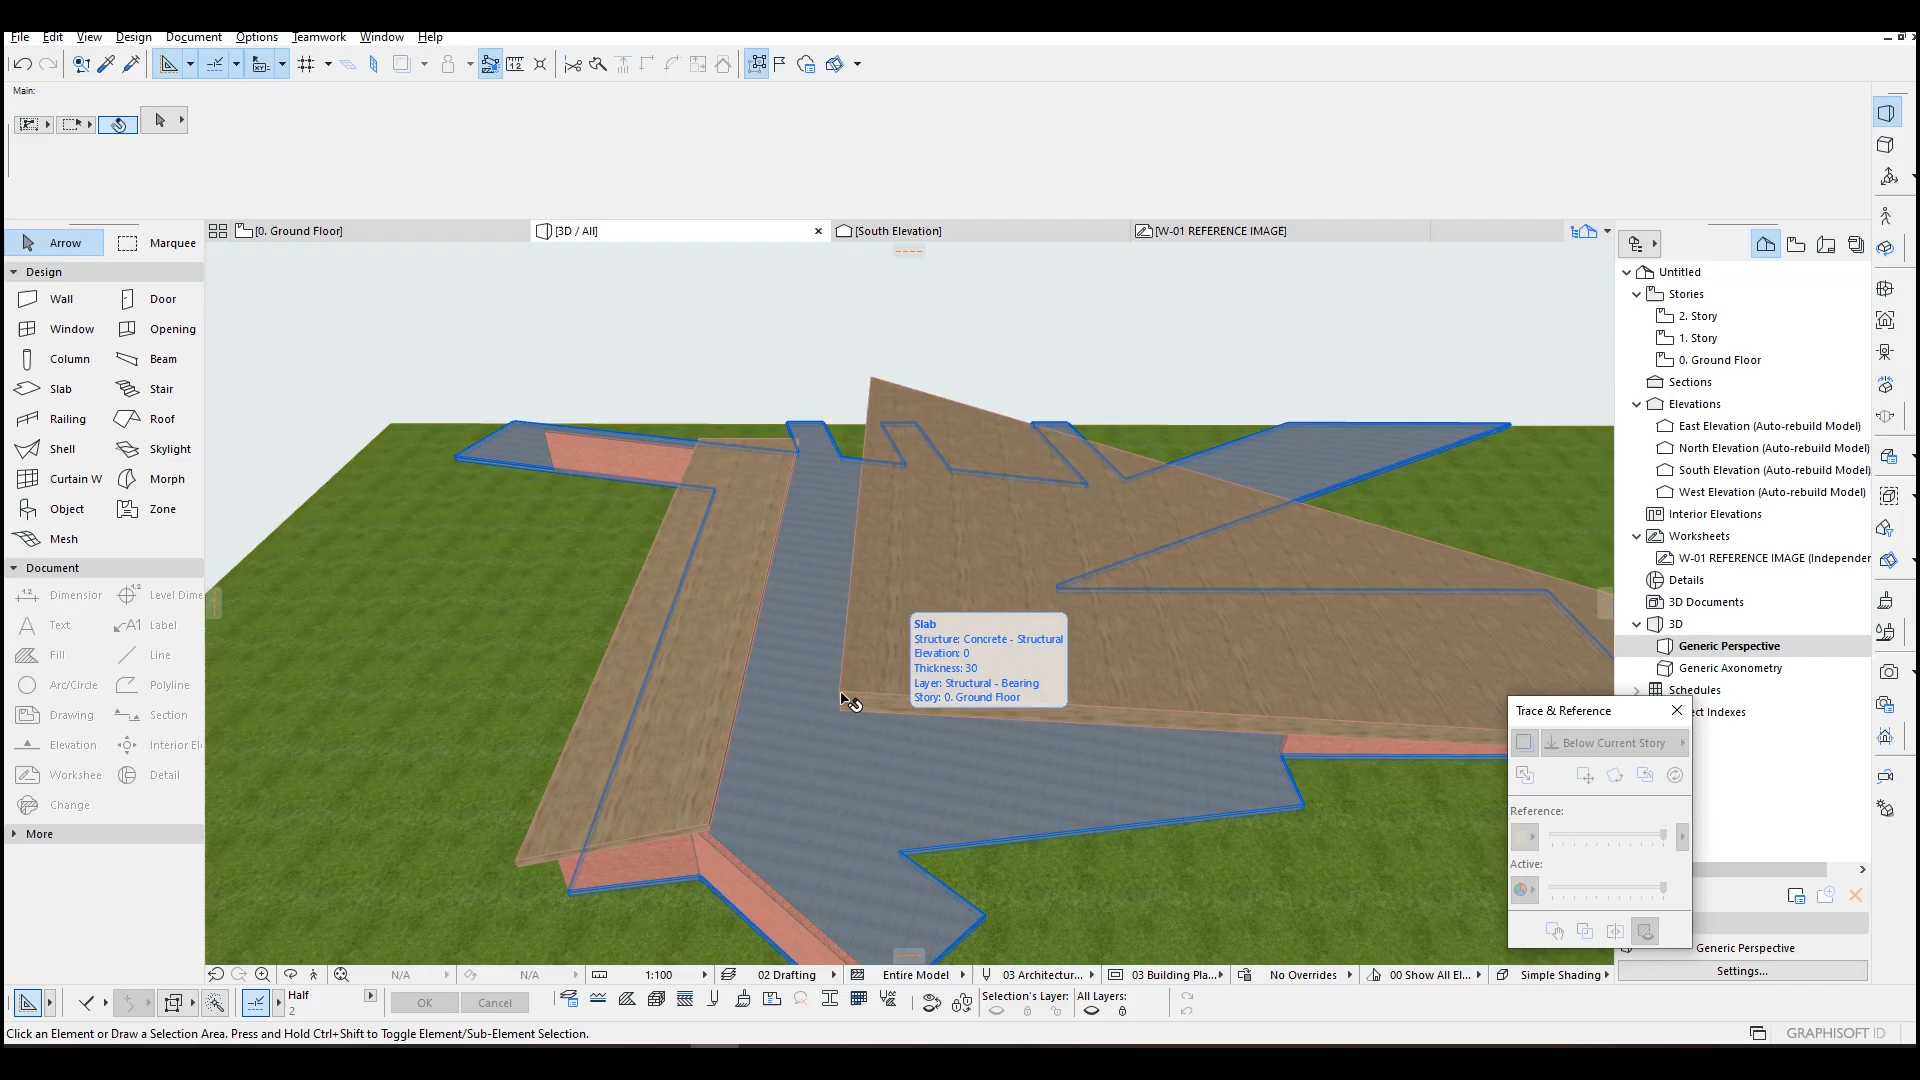 File Edit View Design Document Options Teamwork Window Help
Main:
[0. Ground Floor]
[3D / All]
[South Elevation]
[W-01 REFERENCE IMAGE]
Arrow Marquee
Design
Wall Door
Window Opening
Column Beam
Slab Stair
Railing Roof
Shell Skylight
Curtain W Morph
Object Zone
Mesh
Document
Dimension Level Dime
Text Label
Fill Line
Arc/Circle Polyline
Drawing Section
Elevation Interior El
Workshee Detail
Change
More
Slab
Structure: Concrete - Structural
Elevation: 0
Thickness: 30
Layer: Structural - Bearing
Story: 0. Ground Floor
Untitled
Stories
2. Story
1. Story
0. Ground Floor
Sections
Elevations
East Elevation (Auto-rebuild Model)
North Elevation (Auto-rebuild Model)
South Elevation (Auto-rebuild Model)
West Elevation (Auto-rebuild Model)
Interior Elevations
Worksheets
W-01 REFERENCE IMAGE (Independer
Details
3D Documents
3D
Generic Perspective
Generic Axonometry
Schedules
ect Indexes
Trace & Reference
Below Current Story
Reference:
Active:
Generic Perspective
Settings...
N/A N/A 1:100 02 Drafting Entire Model 03 Architectur... 03 Building Pla... No Overrides 00 Show All El... Simple Shading
Half
2
OK Cancel
Selection's Layer: All Layers:
Click an Element or Draw a Selection Area. Press and Hold Ctrl+Shift to Toggle Element/Sub-Element Selection.
GRAPHISOFT ID